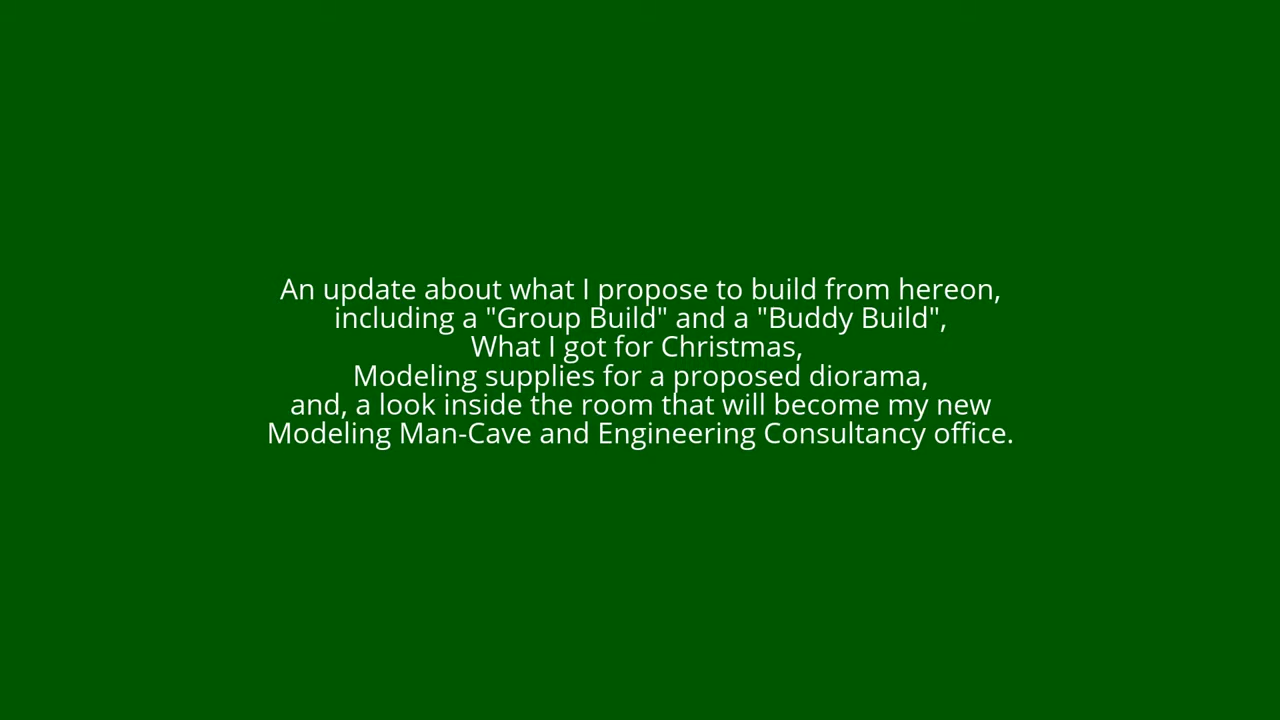 An update about what I propose to build from hereon,
including a "Group Build" and a "Buddy Build",
What I got for Christmas,
Modeling supplies for a proposed diorama,
and, a look inside the room that will become my new
Modeling Man-Cave and Engineering Consultancy office.